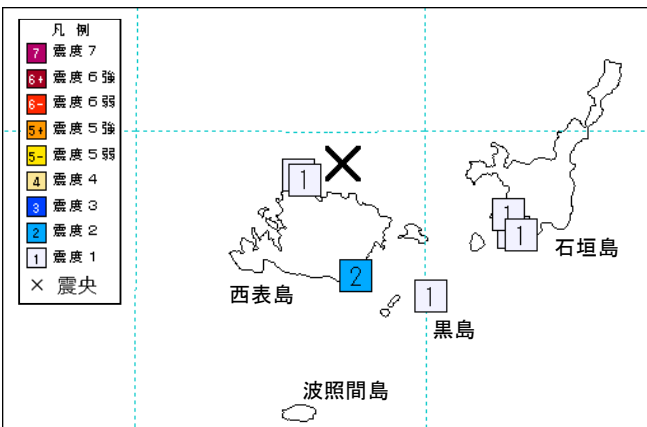 凡 例
7 震度7
6+ 震度6強
6- 震度6弱
5+ 震度5強
5- 震度5弱
4 震度4
3 震度3
2 震度2
1 震度1
× 震央
1
1
1
石垣島
2
西表島
1
黒島
波照間島